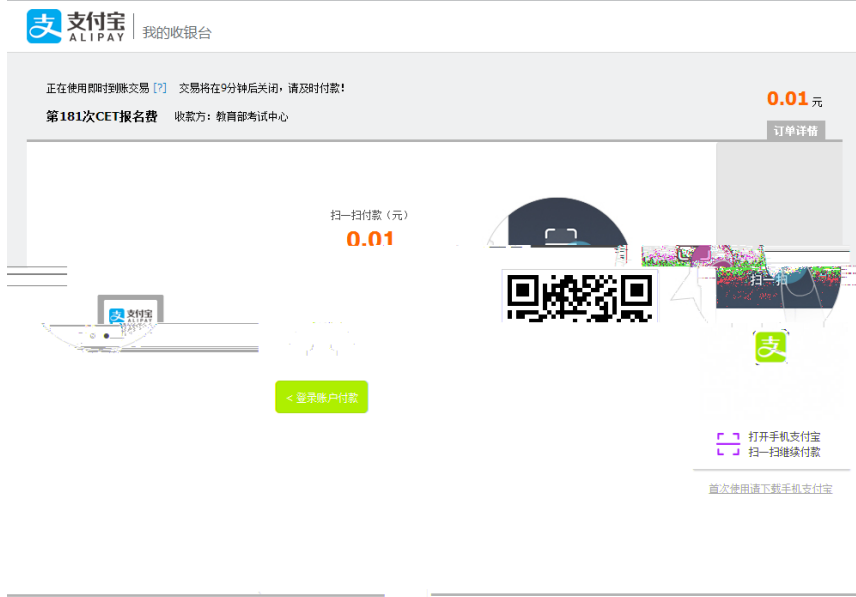 支付宝
ALIPAY
我的收银台
正在使用即时到账交易 [?] 交易将在9分钟后关闭，请及时付款！
0.01 元
第181次CET报名费 收款方：教育部考试中心
订单详情
扫一扫付款（元）
0.01
扫一扫
支付宝
ALIPAY
支
< 登录账户付款
打开手机支付宝
扫一扫继续付款
首次使用请下载手机支付宝